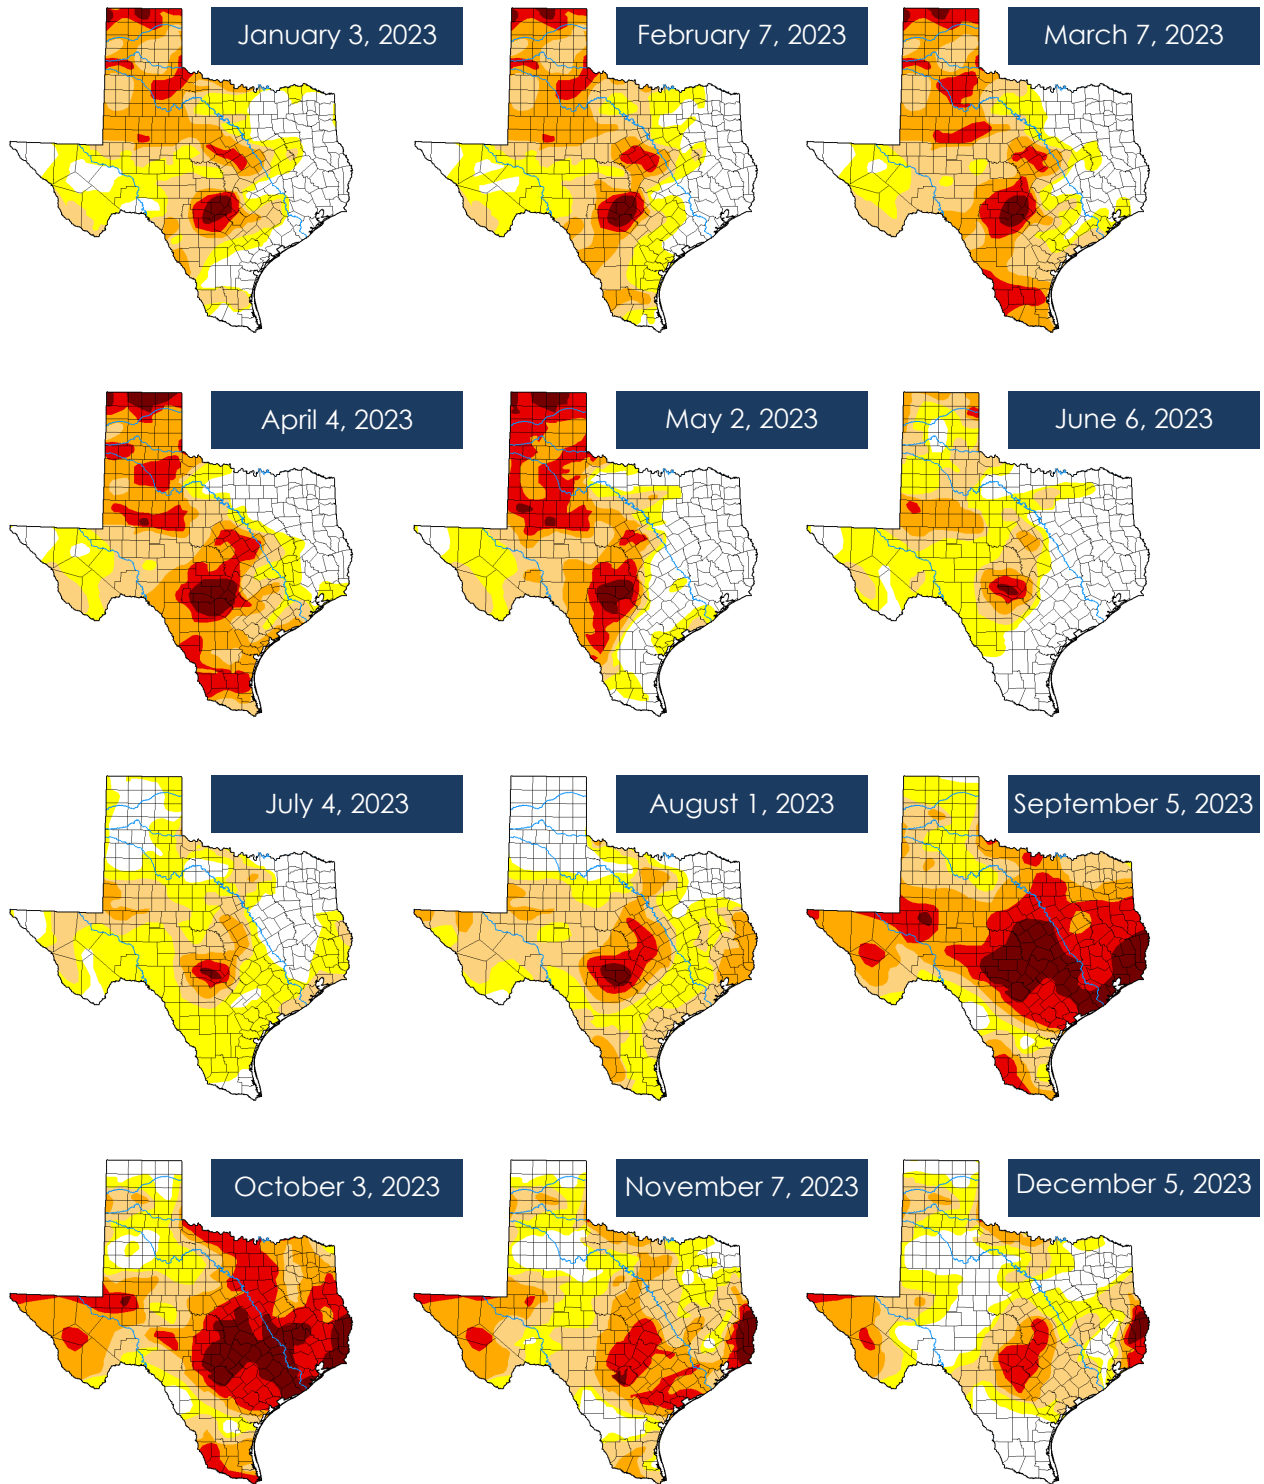 January 3, 2023
February 7, 2023
March 7, 2023
April 4, 2023
May 2, 2023
June 6, 2023
July 4, 2023
August 1, 2023
September 5, 2023
October 3, 2023
November 7, 2023
December 5, 2023